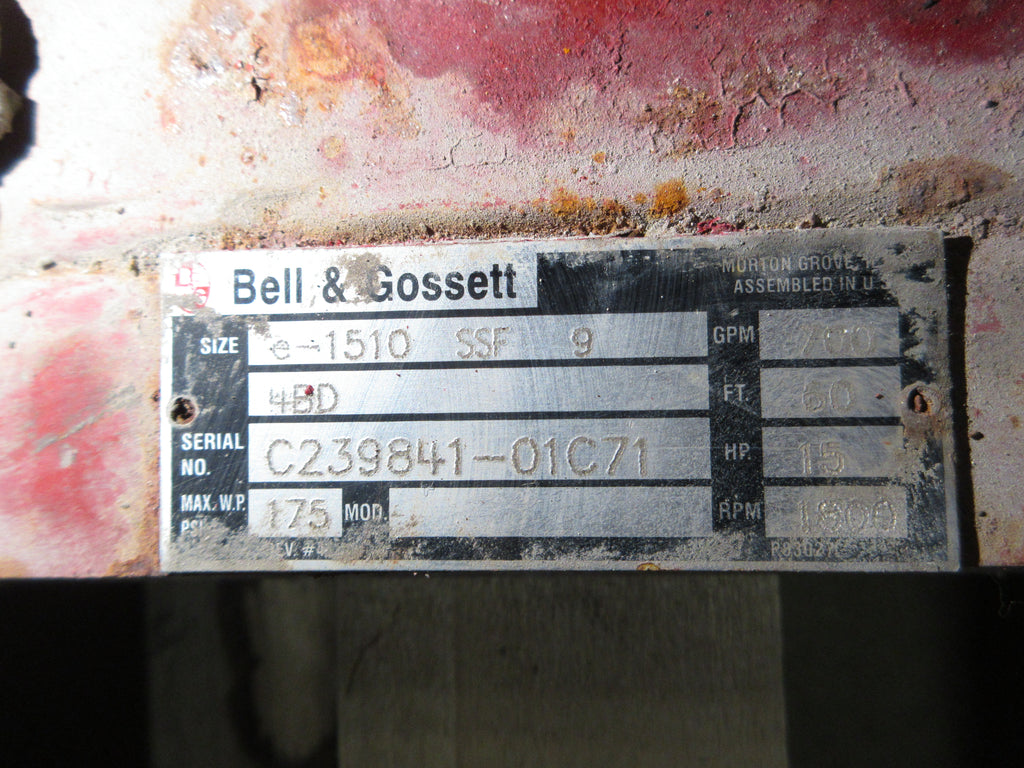 Bell & Gossett
MORTON GROVE
ASSEMBLED IN U
SIZE e-1510 SSF 9 GPM 700
4BD FT. 60
SERIAL NO. C239841-01C71 HP 15
MAX. W.P. PSI 175 MOD. RPM 1800